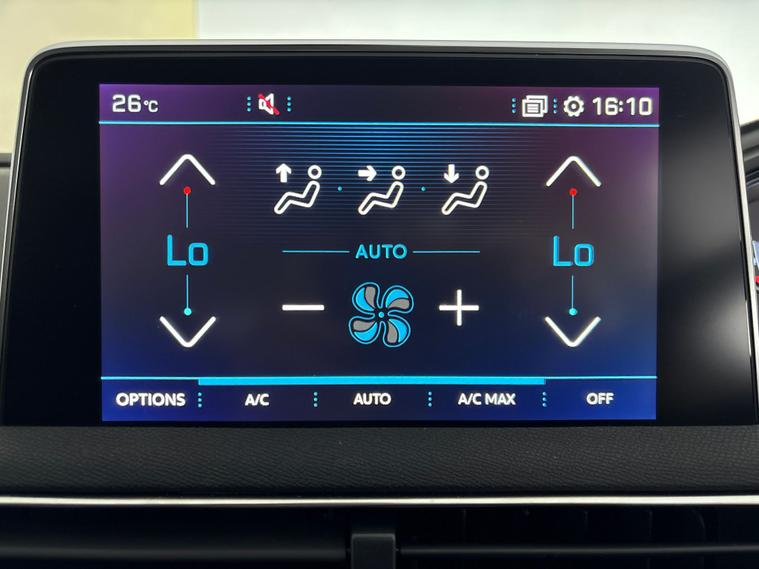 26°C 16:10
Lo Lo
AUTO
OPTIONS A/C AUTO A/C MAX OFF